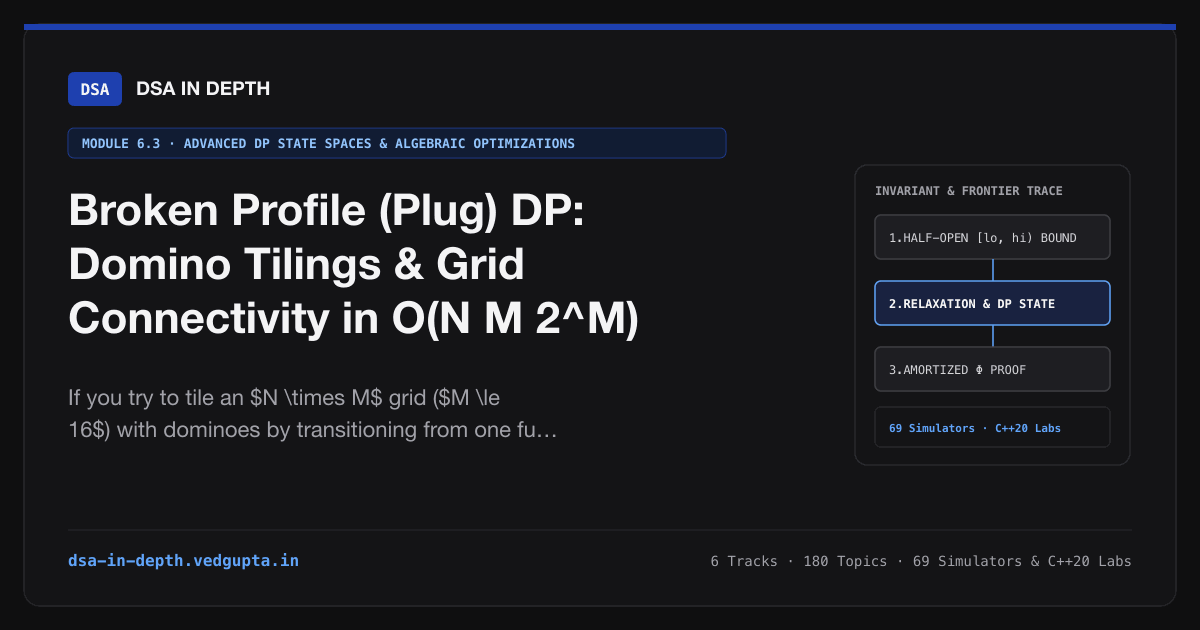 DSA
DSA IN DEPTH
MODULE 6.3 · ADVANCED DP STATE SPACES & ALGEBRAIC OPTIMIZATIONS
Broken Profile (Plug) DP:
Domino Tilings & Grid
Connectivity in O(N M 2^M)
If you try to tile an $N \times M$ grid ($M \le
16$) with dominoes by transitioning from one fu…
INVARIANT & FRONTIER TRACE
1.HALF-OPEN [lo, hi) BOUND
2.RELAXATION & DP STATE
3.AMORTIZED Φ PROOF
69 Simulators · C++20 Labs
dsa-in-depth.vedgupta.in
6 Tracks · 180 Topics · 69 Simulators & C++20 Labs